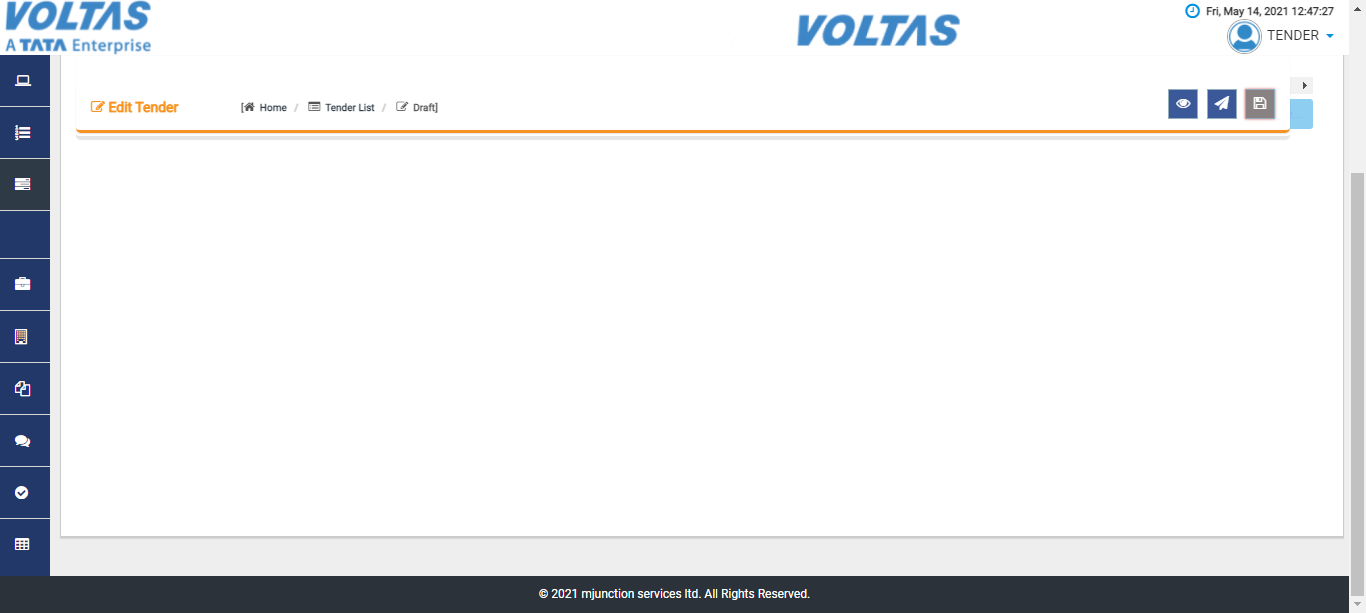 VOLTAS
A TATA Enterprise
VOLTAS
Fri, May 14, 2021 12:47:27
TENDER
Edit Tender
[ Home / Tender List / Draft]
© 2021 mjunction services ltd. All Rights Reserved.